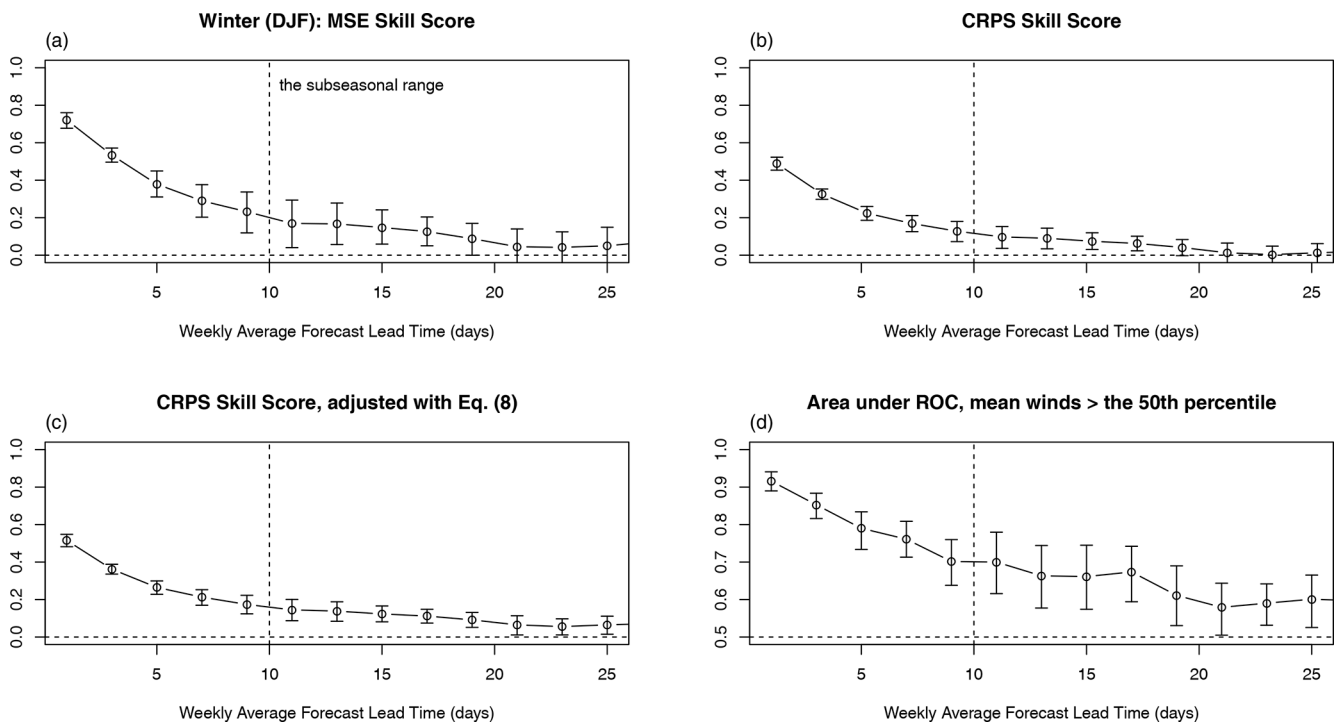 Winter (DJF): MSE Skill Score
(a)
the subseasonal range
0.0 0.2 0.4 0.6 0.8 1.0
5 10 15 20 25
Weekly Average Forecast Lead Time (days)
CRPS Skill Score
(b)
0.0 0.2 0.4 0.6 0.8 1.0
5 10 15 20 25
Weekly Average Forecast Lead Time (days)
CRPS Skill Score, adjusted with Eq. (8)
(c)
0.0 0.2 0.4 0.6 0.8 1.0
5 10 15 20 25
Weekly Average Forecast Lead Time (days)
Area under ROC, mean winds > the 50th percentile
(d)
0.5 0.6 0.7 0.8 0.9 1.0
5 10 15 20 25
Weekly Average Forecast Lead Time (days)